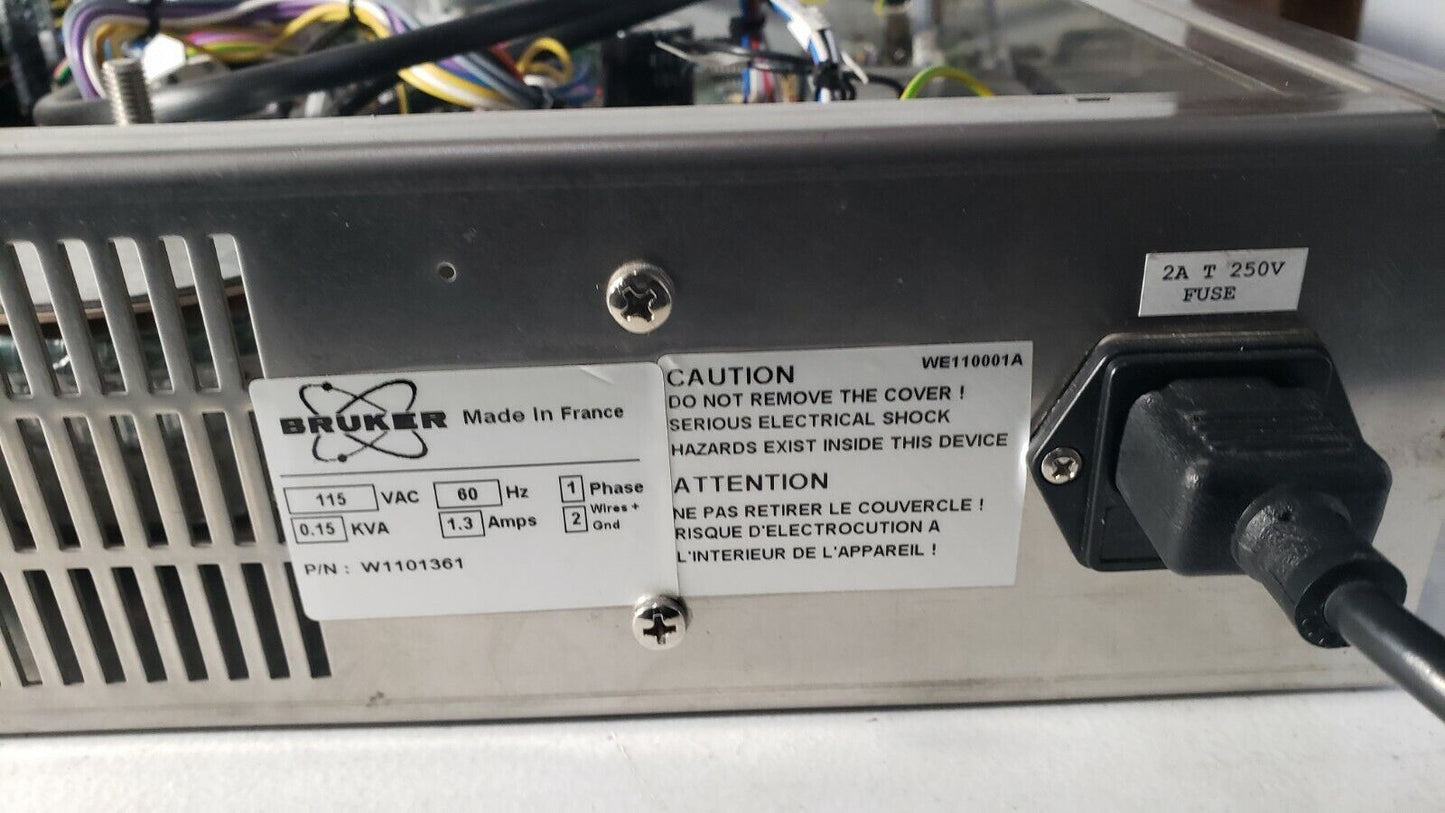 2A T 250V
FUSE
BRUKER Made In France
115 VAC 60 Hz 1 Phase
0.15 KVA 1.3 Amps 2 Wires + Gnd
P/N : W1101361
WE110001A
CAUTION
DO NOT REMOVE THE COVER !
SERIOUS ELECTRICAL SHOCK
HAZARDS EXIST INSIDE THIS DEVICE
ATTENTION
NE PAS RETIRER LE COUVERCLE !
RISQUE D'ELECTROCUTION A
L'INTERIEUR DE L'APPAREIL !